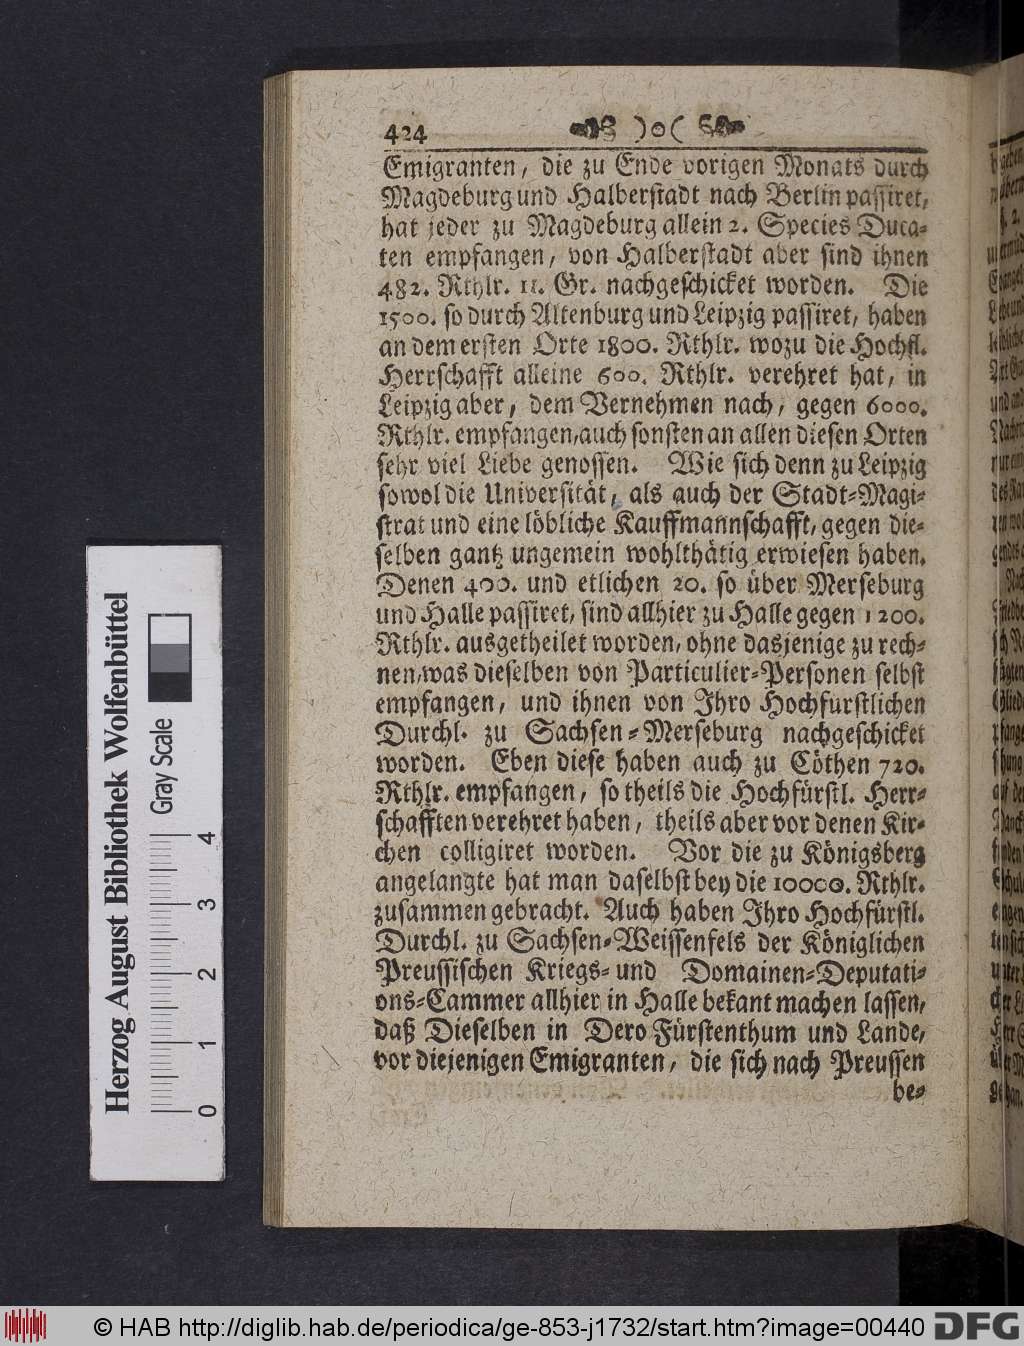 424 )o(
Emigranten, die zu Ende vorigen Monats durch
Magdeburg und Halberstadt nach Berlin passiret,
hat jeder zu Magdeburg allein 2. Species Duca-
ten empfangen, von Halberstadt aber sind ihnen
482. Rthlr. 11. Gr. nachgeschicket worden. Die
1500. so durch Altenburg und Leipzig passiret, haben
an dem ersten Orte 1800. Rthlr. wozu die Hochfl.
Herrschafft alleine 600. Rthlr. verehret hat, in
Leipzig aber, dem Vernehmen nach, gegen 6000.
Rthlr. empfangen, auch sonsten an allen diesen Orten
sehr viel Liebe genossen. Wie sich denn zu Leipzig
sowol die Universität, als auch der Stadt-Magi-
strat und eine löbliche Kauffmannschafft, gegen die-
selben gantz ungemein wohlthätig erwiesen haben.
Denen 400. und etlichen 20. so über Merseburg
und Halle passiret, sind allhier zu Halle gegen 1200.
Rthlr. ausgetheilet worden, ohne dasjenige zu rech-
nen, was dieselben von Particulier-Personen selbst
empfangen, und ihnen von Ihro Hochfürstlichen
Durchl. zu Sachsen-Merseburg nachgeschicket
worden. Eben diese haben auch zu Cöthen 720.
Rthlr. empfangen, so theils die Hochfürstl. Herr-
schafften verehret haben, theils aber vor denen Kir-
chen colligiret worden. Vor die zu Königsberg
angelangte hat man daselbst bey die 10000. Rthlr.
zusammen gebracht. Auch haben Ihro Hochfürstl.
Durchl. zu Sachsen-Weissenfels der Königlichen
Preussischen Kriegs- und Domainen-Deputati-
ons-Cammer allhier in Halle bekant machen lassen,
daß Dieselben in Dero Fürstenthum und Lande,
vor diejenigen Emigranten, die sich nach Preussen
be-
Herzog August Bibliothek Wolfenbüttel
Gray Scale
0 1 2 3 4
© HAB http://diglib.hab.de/periodica/ge-853-j1732/start.htm?image=00440 DFG